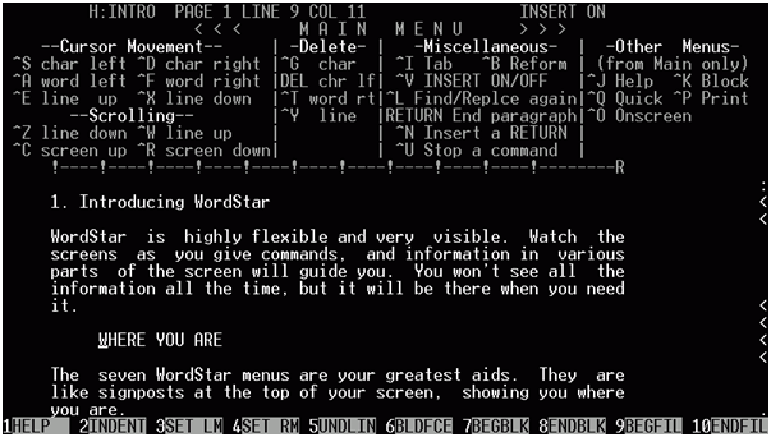 H:INTRO  PAGE 1 LINE 9 COL 11                    INSERT ON
< < <       M A I N   M E N U       > > >
--Cursor Movement--     | -Delete- |   -Miscellaneous-   |  -Other  Menus-
^S char left ^D char right |^G  char  | ^I Tab   ^B Reform  | (from Main only)
^A word left ^F word right |DEL chr lf| ^V INSERT ON/OFF    |^J Help  ^K Block
^E line  up  ^X line down  |^T word rt|^L Find/Replce again|^Q Quick ^P Print
--Scrolling--       |^Y  line  |RETURN End paragraph|^O Onscreen
^Z line down ^W line up    |          | ^N Insert a RETURN  |
^C screen up ^R screen down|          | ^U Stop a command   |
!----!----!----!----!----!----!----!----!----!----!--------R
:
1. Introducing WordStar <
<
WordStar  is  highly flexible and very  visible.  Watch  the
screens  as  you give commands,  and information in  various
parts  of the screen will guide you.  You won't see all  the
information all the time, but it will be there when you need
it. <
<
WHERE YOU ARE <
<
The  seven WordStar menus are your greatest aids.  They  are
like signposts at the top of your screen,  showing you where
you are. .
1HELP 2INDENT 3SET LM 4SET RM 5UNDLIN 6BLDFCE 7BEGBLK 8ENDBLK 9BEGFIL 10ENDFIL